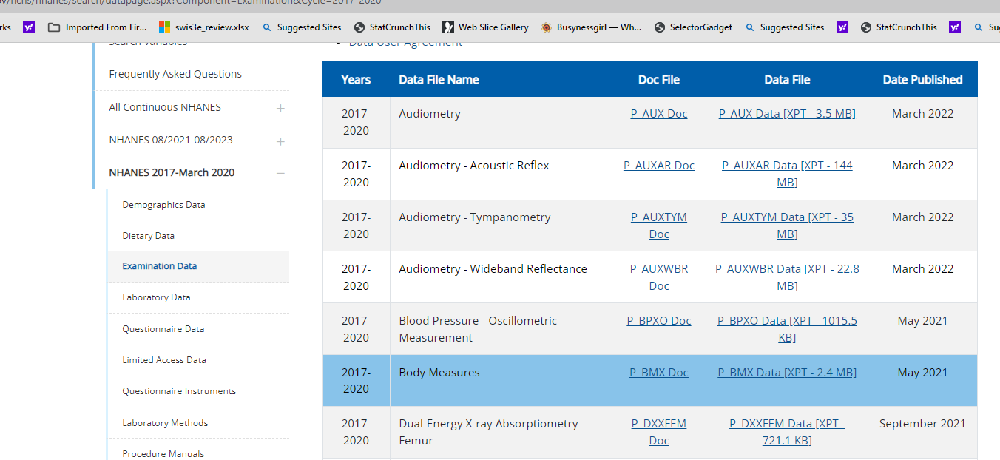 v/nchs/nhanes/search/datapage.aspx?Component=Examination&Cycle=2017-2020
rks
y!
Imported From Fir...
swis3e_review.xlsx
Suggested Sites
StatCrunchThis
Web Slice Gallery
Busynessgirl — Wh...
SelectorGadget
Suggested Sites
y!
StatCrunchThis
y!
Search Variables
Frequently Asked Questions
All Continuous NHANES +
NHANES 08/2021-08/2023 +
NHANES 2017-March 2020 —
Demographics Data
Dietary Data
Examination Data
Laboratory Data
Questionnaire Data
Limited Access Data
Questionnaire Instruments
Laboratory Methods
Procedure Manuals
• Data User Agreement
Years Data File Name Doc File Data File Date Published
2017- Audiometry P_AUX Doc P_AUX Data [XPT - 3.5 MB] March 2022
2020
2017- Audiometry - Acoustic Reflex P_AUXAR Doc P_AUXAR Data [XPT - 144 March 2022
2020 MB]
2017- Audiometry - Tympanometry P_AUXTYM P_AUXTYM Data [XPT - 35 March 2022
2020 Doc MB]
2017- Audiometry - Wideband Reflectance P_AUXWBR P_AUXWBR Data [XPT - 22.8 March 2022
2020 Doc MB]
2017- Blood Pressure - Oscillometric P_BPXO Doc P_BPXO Data [XPT - 1015.5 May 2021
2020 Measurement KB]
2017- Body Measures P_BMX Doc P_BMX Data [XPT - 2.4 MB] May 2021
2020
2017- Dual-Energy X-ray Absorptiometry - P_DXXFEM P_DXXFEM Data [XPT - September 2021
2020 Femur Doc 721.1 KB]